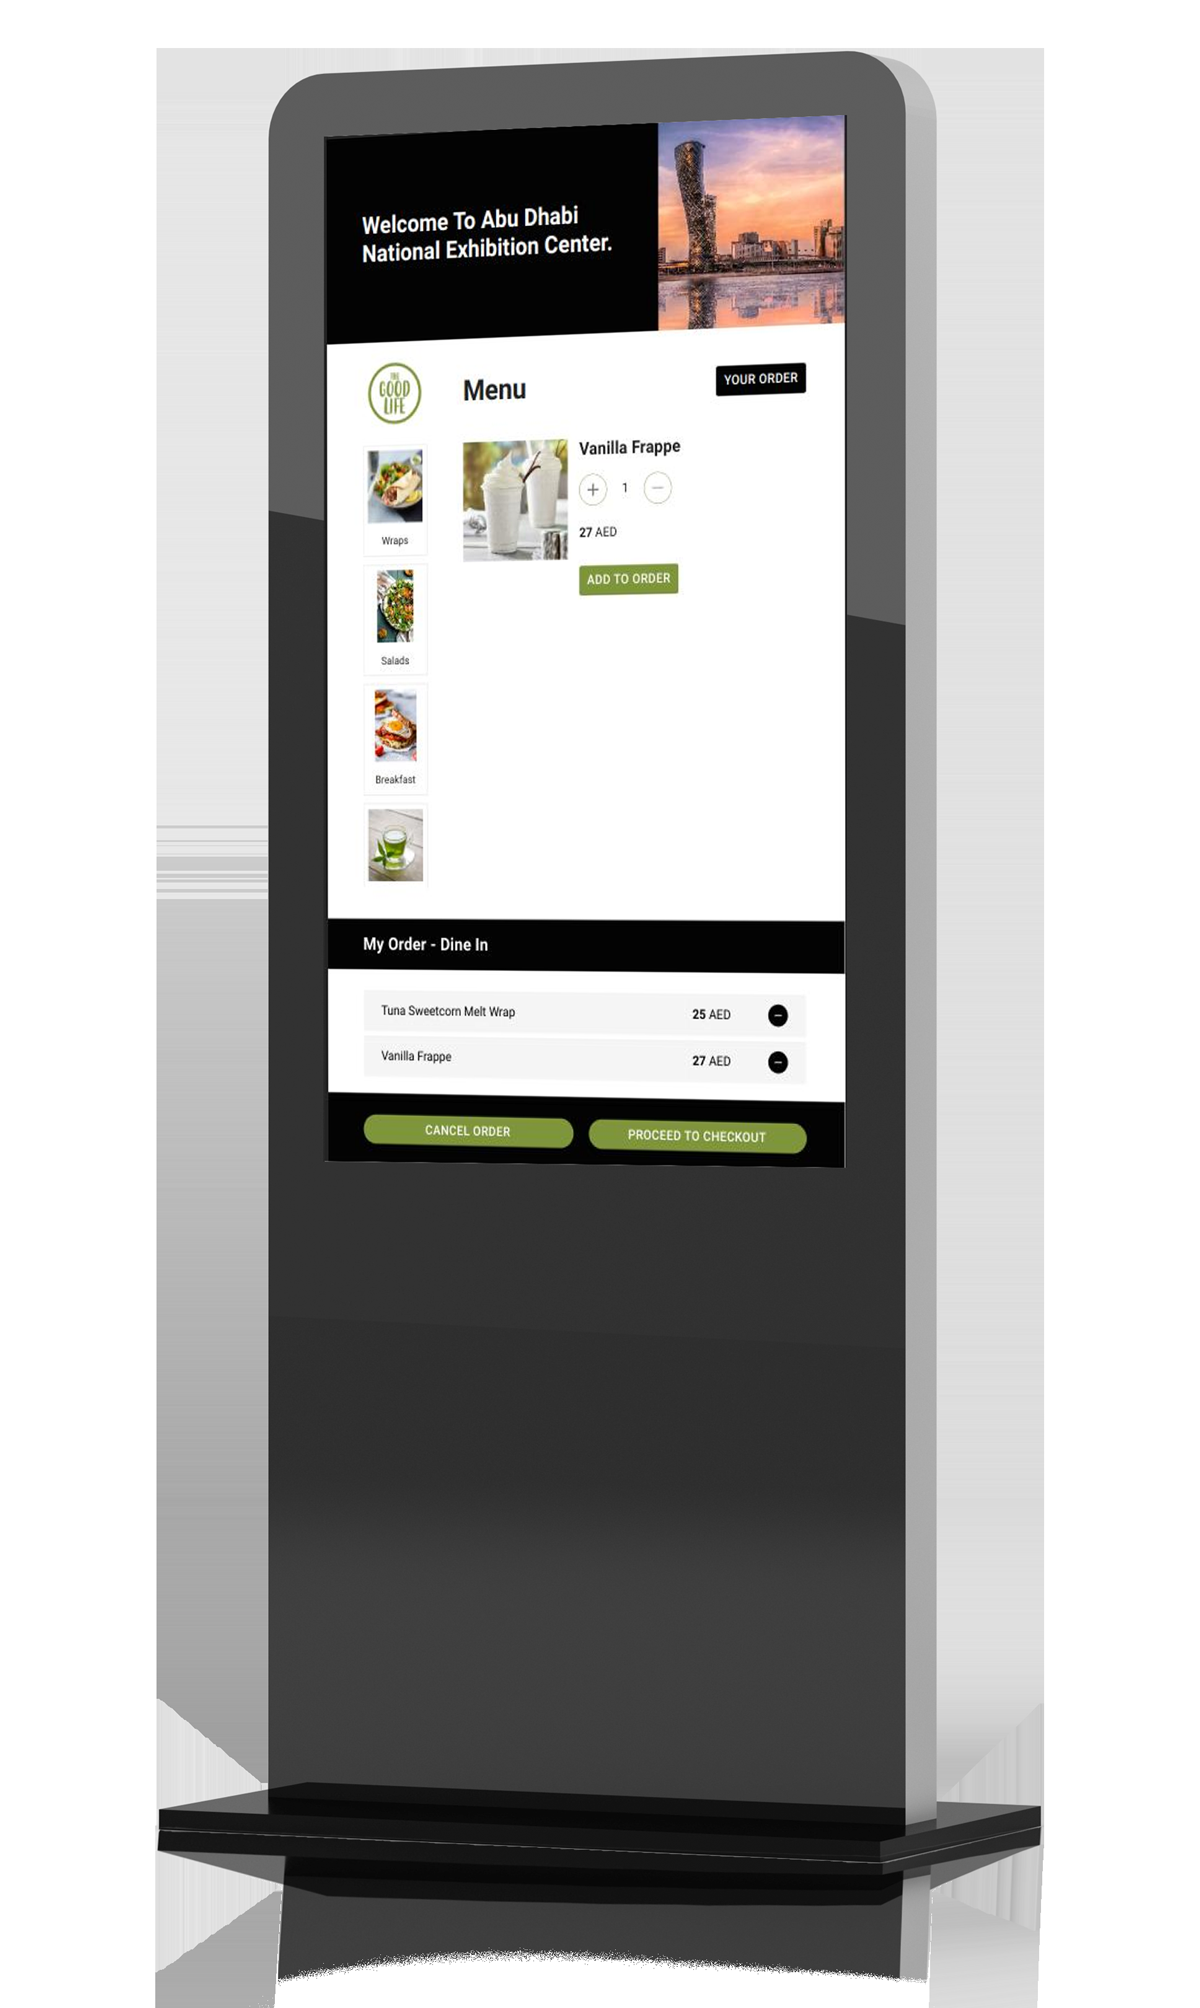 Welcome To Abu Dhabi
National Exhibition Center.
THE
GOOD
LIFE
Menu
YOUR ORDER
Vanilla Frappe
+ 1 −
27 AED
ADD TO ORDER
Wraps
Salads
Breakfast
My Order - Dine In
Tuna Sweetcorn Melt Wrap 25 AED −
Vanilla Frappe 27 AED −
CANCEL ORDER PROCEED TO CHECKOUT